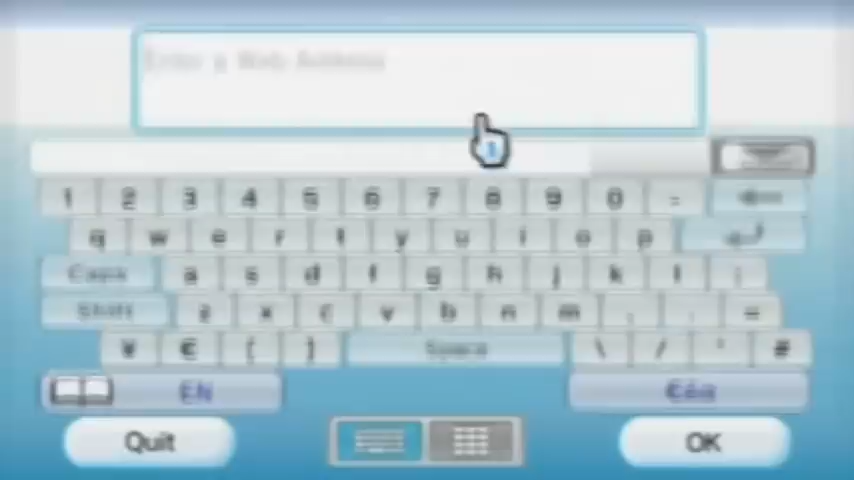 Enter a Web Address
1
1 2 3 4 5 6 7 8 9 0 -
q w e r t y u i o p
Caps a s d f g h j k l ;
Shift z x c v b n m , . =
¥ € [ ] Space \ / ' #
EN
Quit OK